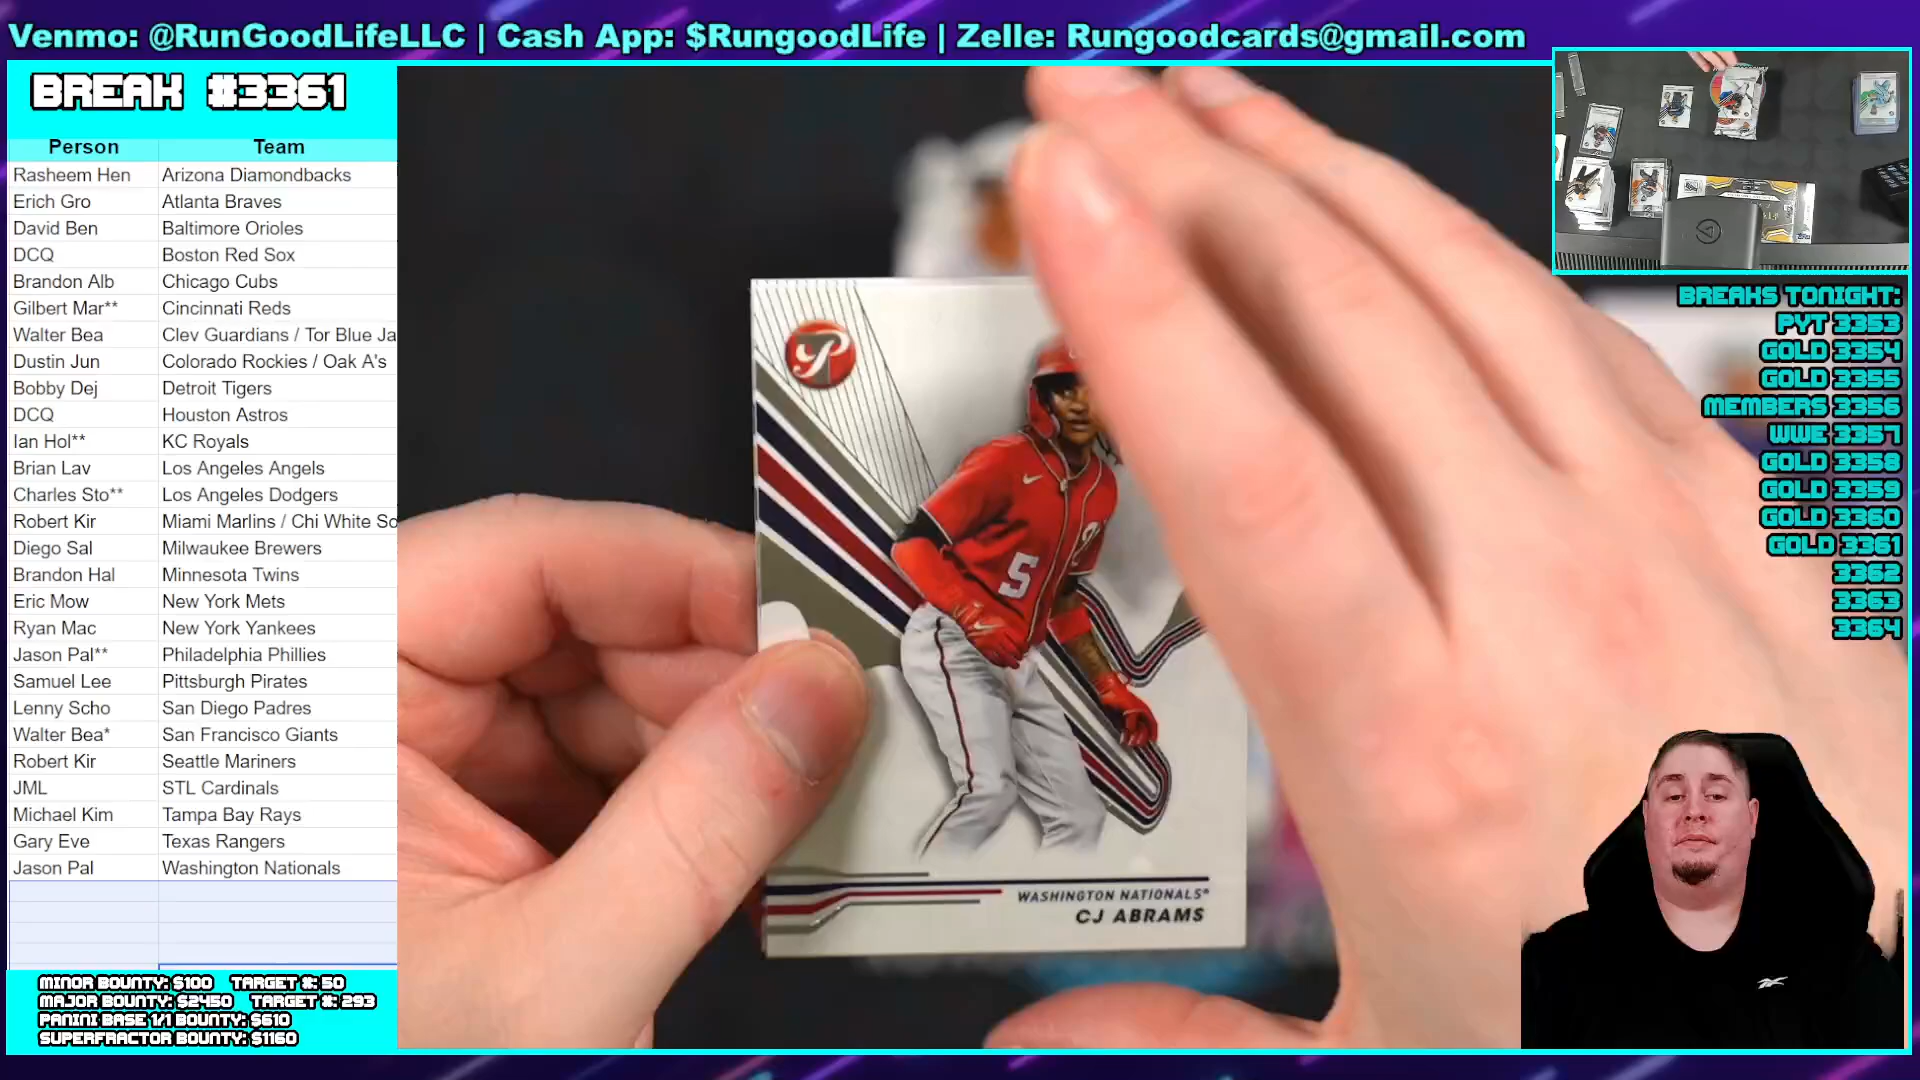 Venmo: @RunGoodLifeLLC | Cash App: $RungoodLife | Zelle: Rungoodcards@gmail.com
BREAK #3361
Person Team
Rasheem Hen Arizona Diamondbacks
Erich Gro Atlanta Braves
David Ben Baltimore Orioles
DCQ Boston Red Sox
Brandon Alb Chicago Cubs
Gilbert Mar** Cincinnati Reds
Walter Bea Clev Guardians / Tor Blue Ja
Dustin Jun Colorado Rockies / Oak A's
Bobby Dej Detroit Tigers
DCQ Houston Astros
Ian Hol** KC Royals
Brian Lav Los Angeles Angels
Charles Sto** Los Angeles Dodgers
Robert Kir Miami Marlins / Chi White So
Diego Sal Milwaukee Brewers
Brandon Hal Minnesota Twins
Eric Mow New York Mets
Ryan Mac New York Yankees
Jason Pal** Philadelphia Phillies
Samuel Lee Pittsburgh Pirates
Lenny Scho San Diego Padres
Walter Bea* San Francisco Giants
Robert Kir Seattle Mariners
JML STL Cardinals
Michael Kim Tampa Bay Rays
Gary Eve Texas Rangers
Jason Pal Washington Nationals
MINOR BOUNTY: $100 TARGET #: 50
MAJOR BOUNTY: $2450 TARGET #: 293
PANINI BASE 1/1 BOUNTY: $610
SUPERFRACTOR BOUNTY: $1160
P
5
WASHINGTON NATIONALS®
CJ ABRAMS
BREAKS TONIGHT:
PYT 3353
GOLD 3354
GOLD 3355
MEMBERS 3356
WWE 3357
GOLD 3358
GOLD 3359
GOLD 3360
GOLD 3361
3362
3363
3364